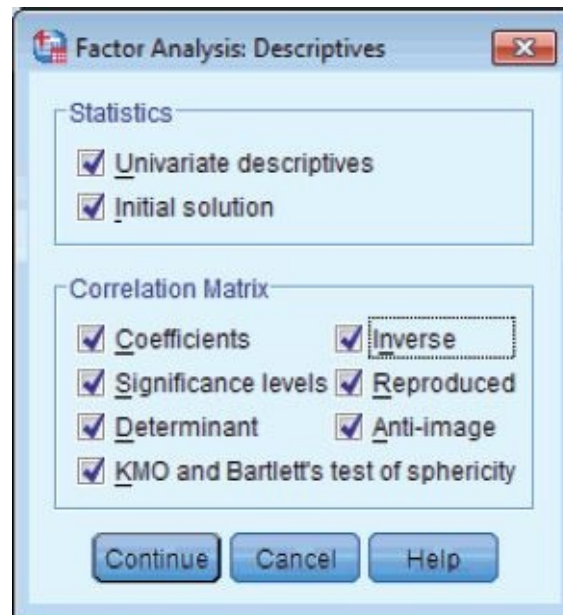 Factor Analysis: Descriptives
Statistics
Univariate descriptives
Initial solution
Correlation Matrix
Coefficients Inverse
Significance levels Reproduced
Determinant Anti-image
KMO and Bartlett's test of sphericity
Continue Cancel Help